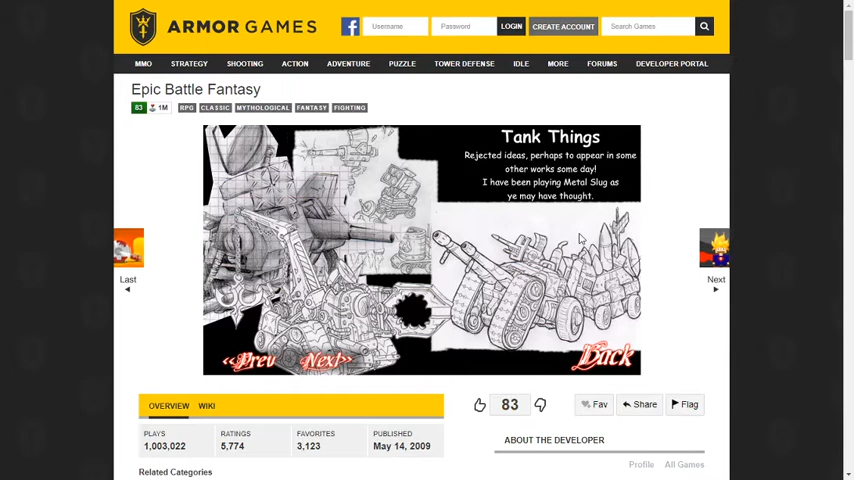 ARMOR GAMES
Username
Password
LOGIN
CREATE ACCOUNT
Search Games
MMO STRATEGY SHOOTING ACTION ADVENTURE PUZZLE TOWER DEFENSE IDLE MORE FORUMS DEVELOPER PORTAL
Epic Battle Fantasy
83 1M RPG CLASSIC MYTHOLOGICAL FANTASY FIGHTING
Tank Things
Rejected ideas, perhaps to appear in some
other works some day!
I have been playing Metal Slug as
ye may have thought.
Last
Next
<<Prev Next>> Back
OVERVIEW WIKI
83
Fav Share Flag
PLAYS RATINGS FAVORITES PUBLISHED
1,003,022 5,774 3,123 May 14, 2009
ABOUT THE DEVELOPER
Profile All Games
Related Categories